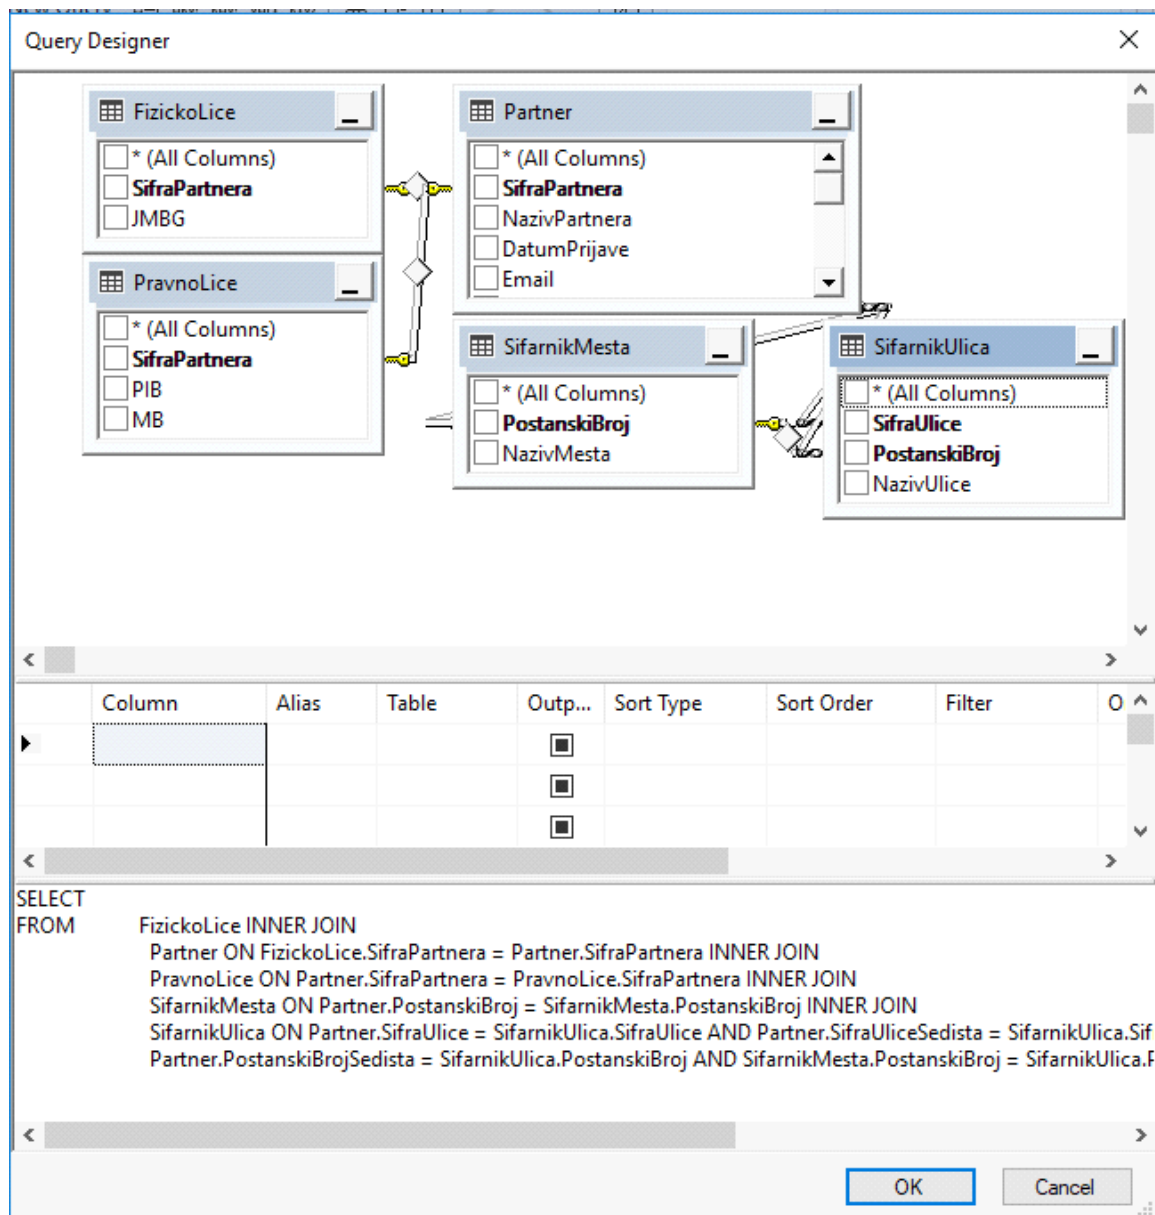 Query Designer
FizickoLice
* (All Columns)
SifraPartnera
JMBG
Partner
* (All Columns)
SifraPartnera
NazivPartnera
DatumPrijave
Email
PravnoLice
* (All Columns)
SifraPartnera
PIB
MB
SifarnikMesta
* (All Columns)
PostanskiBroj
NazivMesta
SifarnikUlica
* (All Columns)
SifraUlice
PostanskiBroj
NazivUlice
Column Alias Table Outp... Sort Type Sort Order Filter O
SELECT
FROM FizickoLice INNER JOIN
Partner ON FizickoLice.SifraPartnera = Partner.SifraPartnera INNER JOIN
PravnoLice ON Partner.SifraPartnera = PravnoLice.SifraPartnera INNER JOIN
SifarnikMesta ON Partner.PostanskiBroj = SifarnikMesta.PostanskiBroj INNER JOIN
SifarnikUlica ON Partner.SifraUlice = SifarnikUlica.SifraUlice AND Partner.SifraUliceSedista = SifarnikUlica.Sif
Partner.PostanskiBrojSedista = SifarnikUlica.PostanskiBroj AND SifarnikMesta.PostanskiBroj = SifarnikUlica.P
OK Cancel